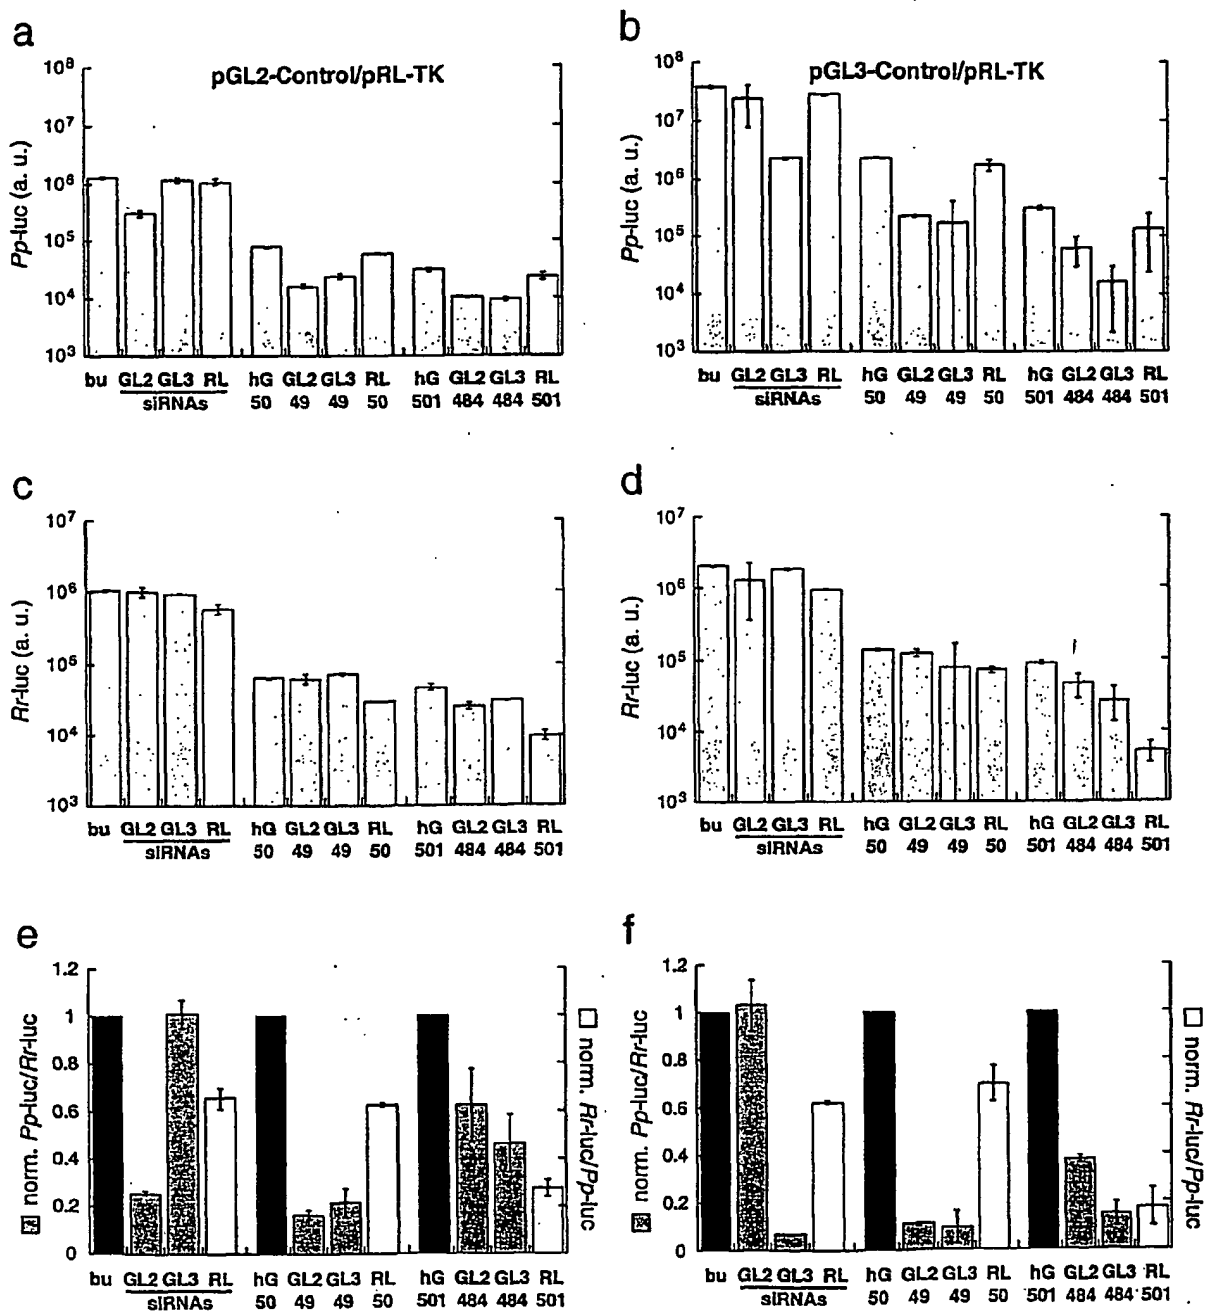 a
pGL2-Control/pRL-TK
Pp-luc (a. u.)
10⁸
10⁷
10⁶
10⁵
10⁴
10³
bu GL2 GL3 RL hG GL2 GL3 RL hG GL2 GL3 RL
siRNAs 50 49 49 50 501 484 484 501
b
pGL3-Control/pRL-TK
Pp-luc (a. u.)
10⁸
10⁷
10⁶
10⁵
10⁴
10³
bu GL2 GL3 RL hG GL2 GL3 RL hG GL2 GL3 RL
siRNAs 50 49 49 50 501 484 484 501
c
Rr-luc (a. u.)
10⁷
10⁶
10⁵
10⁴
10³
bu GL2 GL3 RL hG GL2 GL3 RL hG GL2 GL3 RL
siRNAs 50 49 49 50 501 484 484 501
d
Rr-luc (a. u.)
10⁷
10⁶
10⁵
10⁴
10³
bu GL2 GL3 RL hG GL2 GL3 RL hG GL2 GL3 RL
siRNAs 50 49 49 50 501 484 484 501
e
norm. Pp-luc/Rr-luc
1.2
1
0.8
0.6
0.4
0.2
0
norm. Rr-luc/Pp-luc
bu GL2 GL3 RL hG GL2 GL3 RL hG GL2 GL3 RL
siRNAs 50 49 49 50 501 484 484 501
f
norm. Pp-luc/Rr-luc
1.2
1
0.8
0.6
0.4
0.2
0
norm. Rr-luc/Pp-luc
bu GL2 GL3 RL hG GL2 GL3 RL hG GL2 GL3 RL
siRNAs 50 49 49 50 501 484 484 501